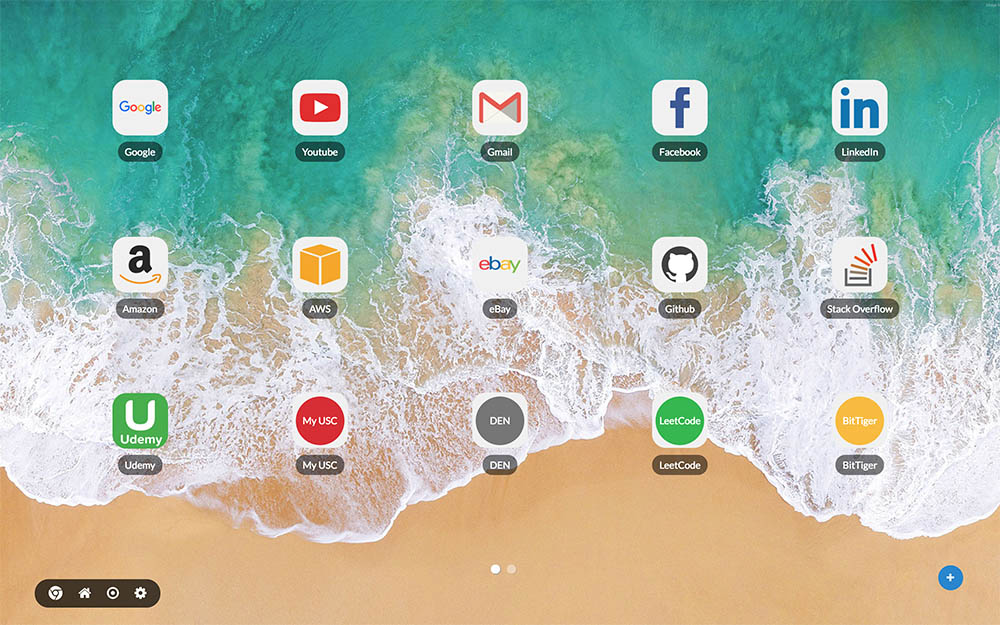 Google
Google
Youtube
Gmail
Facebook
in
LinkedIn
a
Amazon
AWS
ebay
eBay
Github
Stack Overflow
U
Udemy
Udemy
My USC
My USC
DEN
DEN
LeetCode
LeetCode
BitTiger
BitTiger